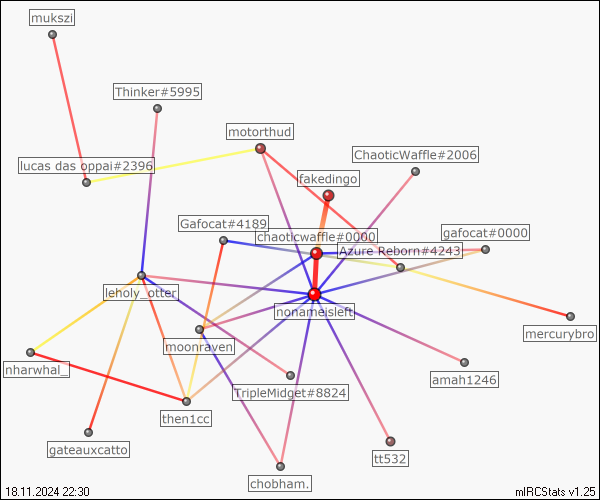 mukszi
Thinker#5995
motorthud
ChaoticWaffle#2006
lucas das oppai#2396
fakedingo
Gafocat#4189
gafocat#0000
chaoticwaffle#0000
Azure Reborn#4243
leholy_otter
nonameisleft
mercurybro
moonraven
nharwhal_
amah1246
TripleMidget#8824
then1cc
gateauxcatto
tt532
chobham.
18.11.2024 22:30
mIRCStats v1.25